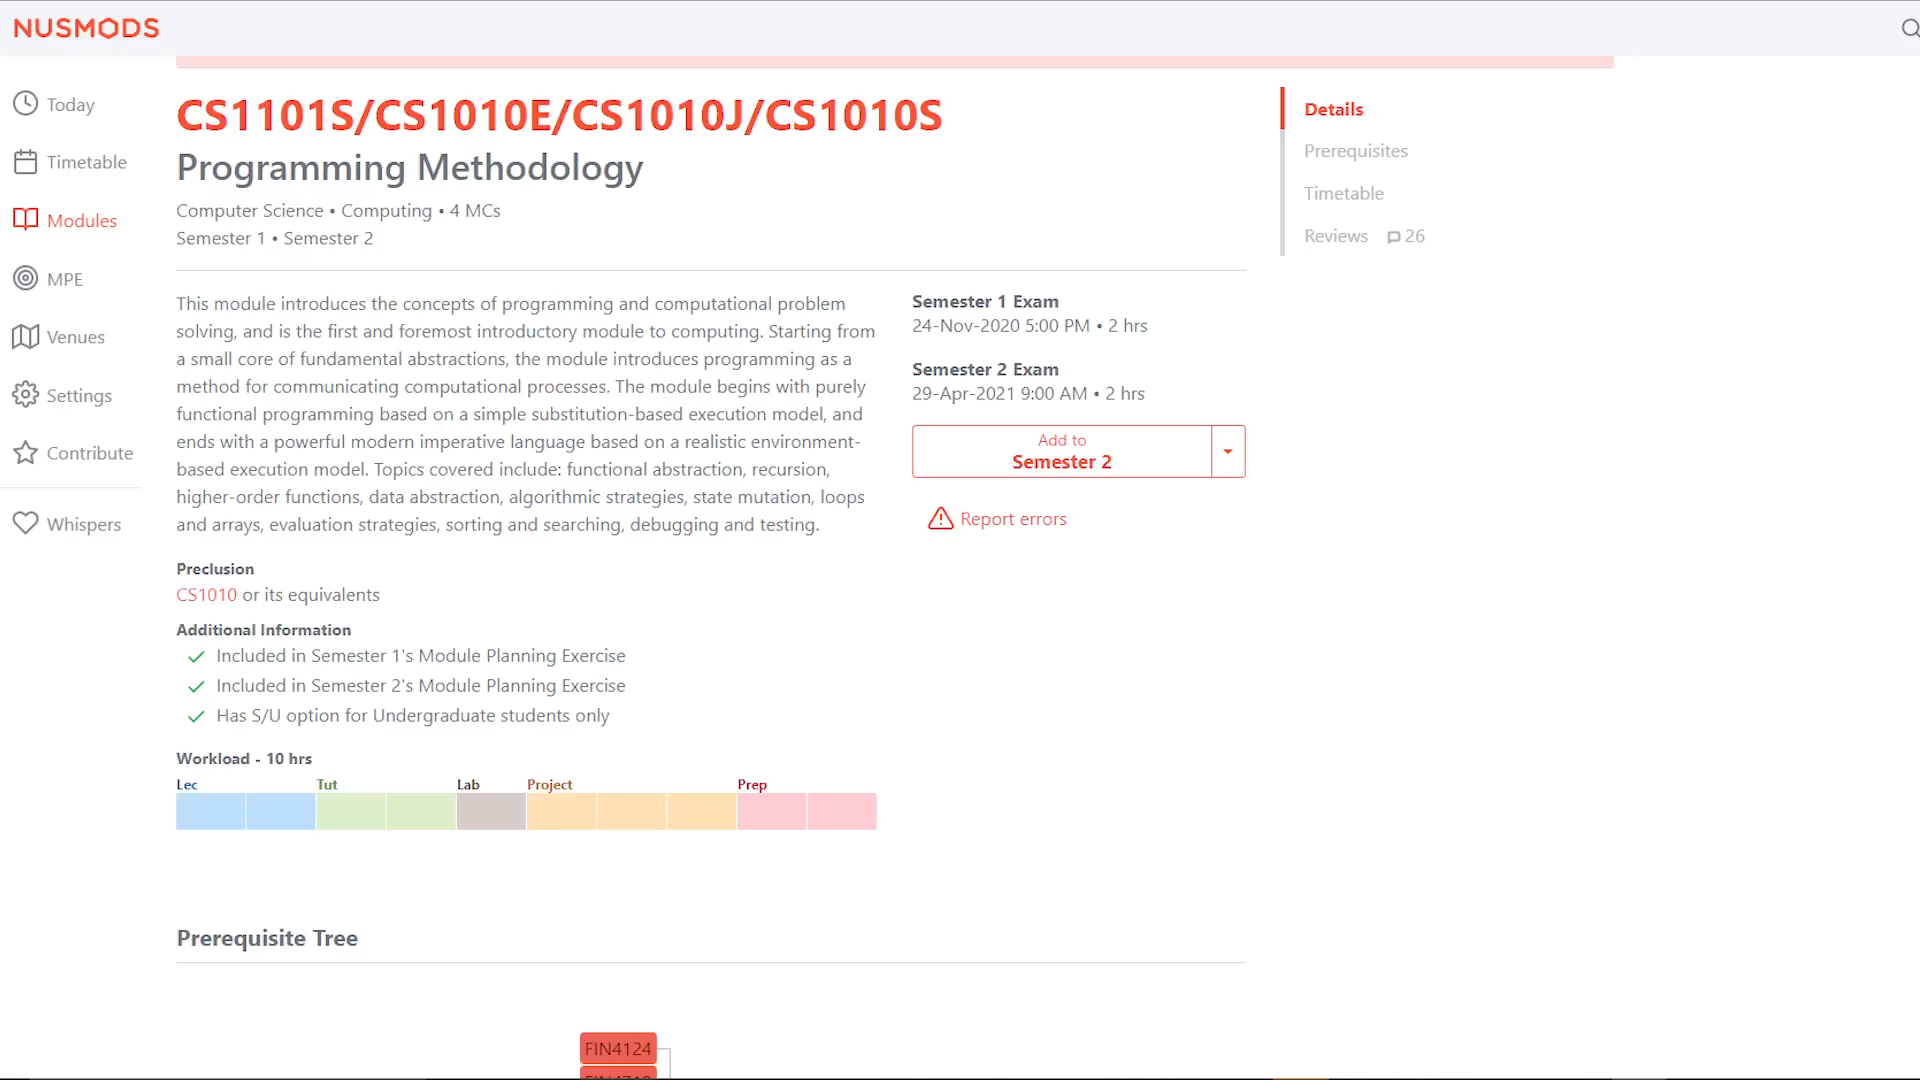 NUSMODS
Today
Timetable
Modules
MPE
Venues
Settings
Contribute
Whispers
CS1101S/CS1010E/CS1010J/CS1010S
Programming Methodology
Computer Science • Computing • 4 MCs
Semester 1 • Semester 2
This module introduces the concepts of programming and computational problem
solving, and is the first and foremost introductory module to computing. Starting from
a small core of fundamental abstractions, the module introduces programming as a
method for communicating computational processes. The module begins with purely
functional programming based on a simple substitution-based execution model, and
ends with a powerful modern imperative language based on a realistic environment-
based execution model. Topics covered include: functional abstraction, recursion,
higher-order functions, data abstraction, algorithmic strategies, state mutation, loops
and arrays, evaluation strategies, sorting and searching, debugging and testing.
Preclusion
CS1010 or its equivalents
Additional Information
Included in Semester 1's Module Planning Exercise
Included in Semester 2's Module Planning Exercise
Has S/U option for Undergraduate students only
Workload - 10 hrs
Lec Tut Lab Project Prep
Semester 1 Exam
24-Nov-2020 5:00 PM • 2 hrs
Semester 2 Exam
29-Apr-2021 9:00 AM • 2 hrs
Add to
Semester 2
Report errors
Details
Prerequisites
Timetable
Reviews 26
Prerequisite Tree
FIN4124